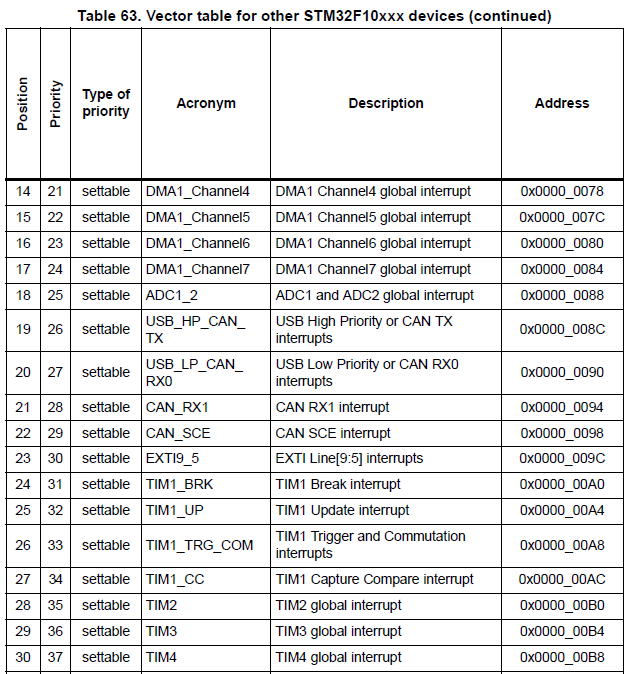 Table 63. Vector table for other STM32F10xxx devices (continued)
Position Priority Type of priority Acronym Description Address
14 21 settable DMA1_Channel4 DMA1 Channel4 global interrupt 0x0000_0078
15 22 settable DMA1_Channel5 DMA1 Channel5 global interrupt 0x0000_007C
16 23 settable DMA1_Channel6 DMA1 Channel6 global interrupt 0x0000_0080
17 24 settable DMA1_Channel7 DMA1 Channel7 global interrupt 0x0000_0084
18 25 settable ADC1_2 ADC1 and ADC2 global interrupt 0x0000_0088
19 26 settable USB_HP_CAN_TX USB High Priority or CAN TX interrupts 0x0000_008C
20 27 settable USB_LP_CAN_RX0 USB Low Priority or CAN RX0 interrupts 0x0000_0090
21 28 settable CAN_RX1 CAN RX1 interrupt 0x0000_0094
22 29 settable CAN_SCE CAN SCE interrupt 0x0000_0098
23 30 settable EXTI9_5 EXTI Line[9:5] interrupts 0x0000_009C
24 31 settable TIM1_BRK TIM1 Break interrupt 0x0000_00A0
25 32 settable TIM1_UP TIM1 Update interrupt 0x0000_00A4
26 33 settable TIM1_TRG_COM TIM1 Trigger and Commutation interrupts 0x0000_00A8
27 34 settable TIM1_CC TIM1 Capture Compare interrupt 0x0000_00AC
28 35 settable TIM2 TIM2 global interrupt 0x0000_00B0
29 36 settable TIM3 TIM3 global interrupt 0x0000_00B4
30 37 settable TIM4 TIM4 global interrupt 0x0000_00B8